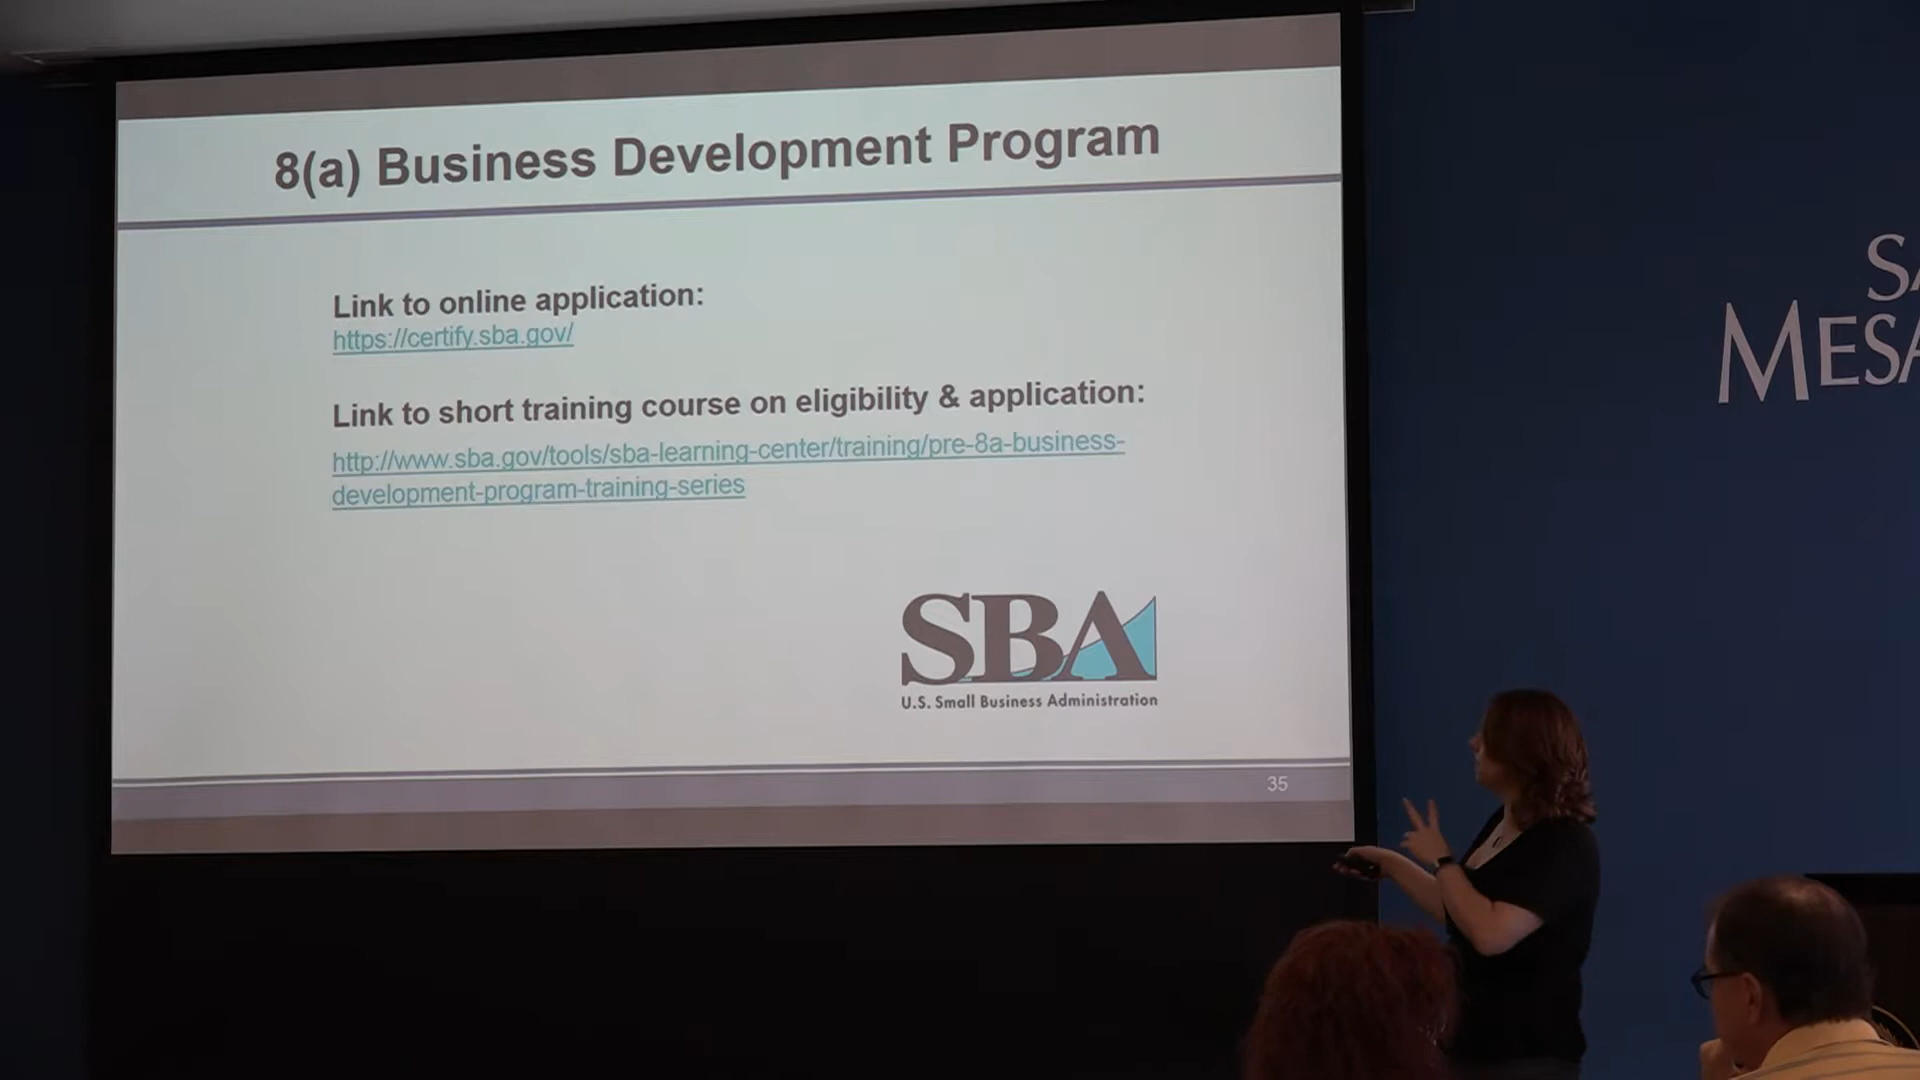 8(a) Business Development Program
Link to online application:
https://certify.sba.gov/
Link to short training course on eligibility & application:
http://www.sba.gov/tools/sba-learning-center/training/pre-8a-business-
development-program-training-series
SBA
U.S. Small Business Administration
35